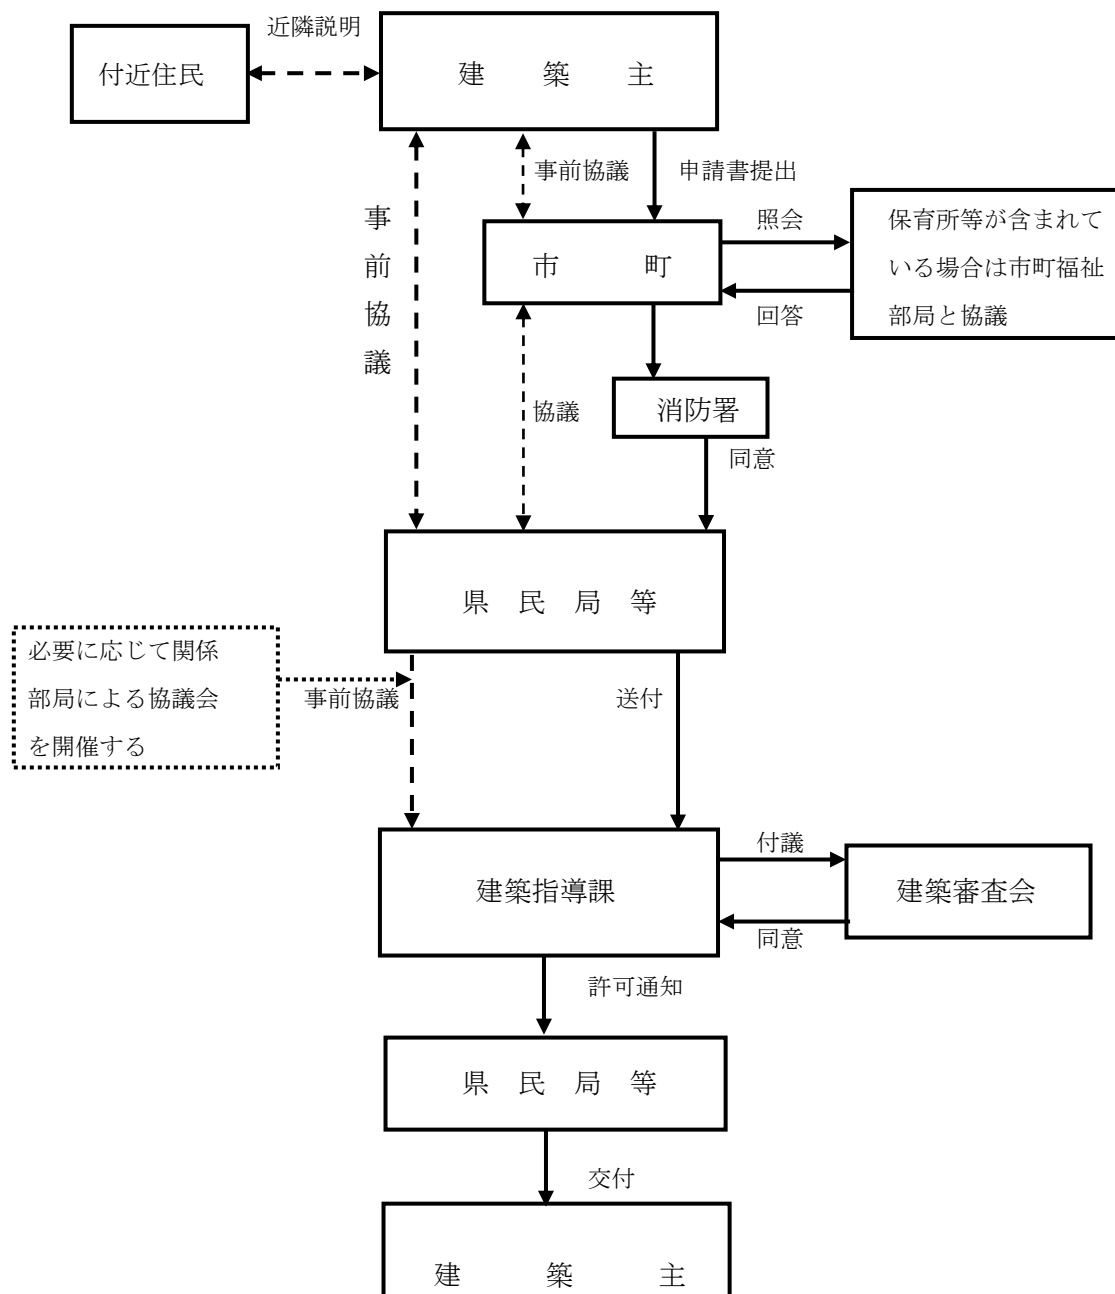 近隣説明
付近住民
建築主
事前協議
申請書提出
事前協議
市町
照会
回答
保育所等が含まれて
いる場合は市町福祉
部局と協議
消防署
協議
同意
県民局等
必要に応じて関係
部局による協議会
を開催する
事前協議
送付
建築指導課
付議
同意
建築審査会
許可通知
県民局等
交付
建築主